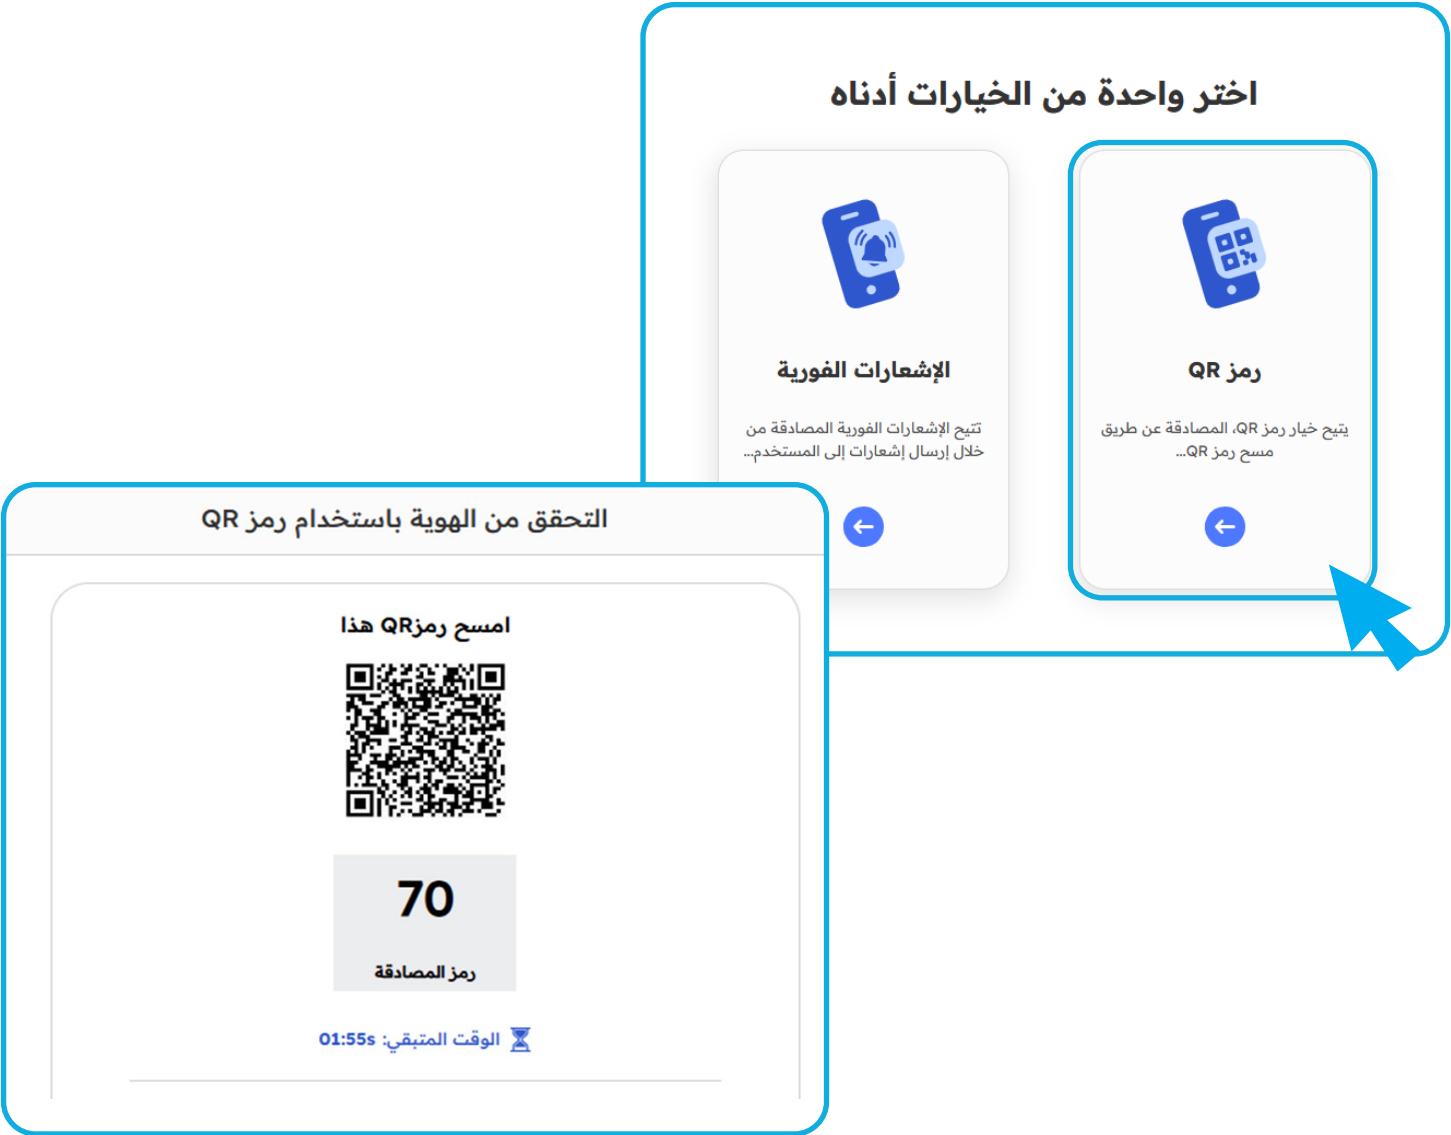 اختر واحدة من الخيارات أدناه
رمز QR
يتيح خيار رمز QR، المصادقة عن طريق
مسح رمز QR...
الإشعارات الفورية
تتيح الإشعارات الفورية المصادقة من
خلال إرسال إشعارات إلى المستخدم...
التحقق من الهوية باستخدام رمز QR
امسح رمزQR هذا
70
رمز المصادقة
الوقت المتبقي: 01:55s